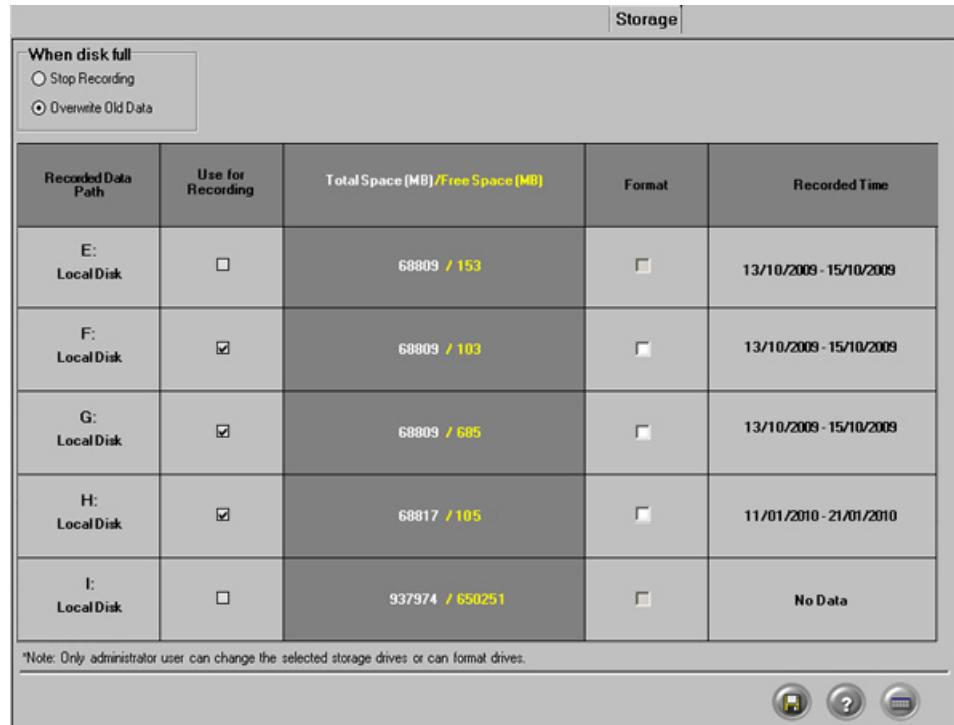 Storage
When disk full
Stop Recording
Overwrite Old Data
Recorded Data
Path
Use for
Recording
Total Space (MB)/Free Space (MB)
Format
Recorded Time
E:
Local Disk
68809 / 153
13/10/2009 - 15/10/2009
F:
Local Disk
68809 / 103
13/10/2009 - 15/10/2009
G:
Local Disk
68809 / 685
13/10/2009 - 15/10/2009
H:
Local Disk
68817 / 105
11/01/2010 - 21/01/2010
I:
Local Disk
937974 / 650251
No Data
*Note: Only administrator user can change the selected storage drives or can format drives.
?